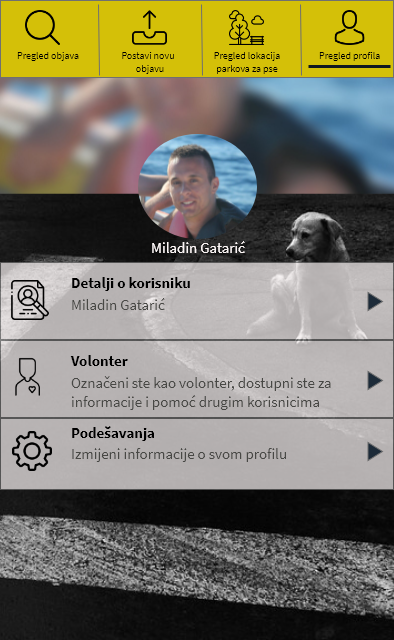 Pregled objava
Postavi novu
objavu
Pregled lokacija
parkova za pse
Pregled profila
Miladin Gatarić
Detalji o korisniku
Miladin Gatarić
Volonter
Označeni ste kao volonter, dostupni ste za
informacije i pomoć drugim korisnicima
Podešavanja
Izmijeni informacije o svom profilu